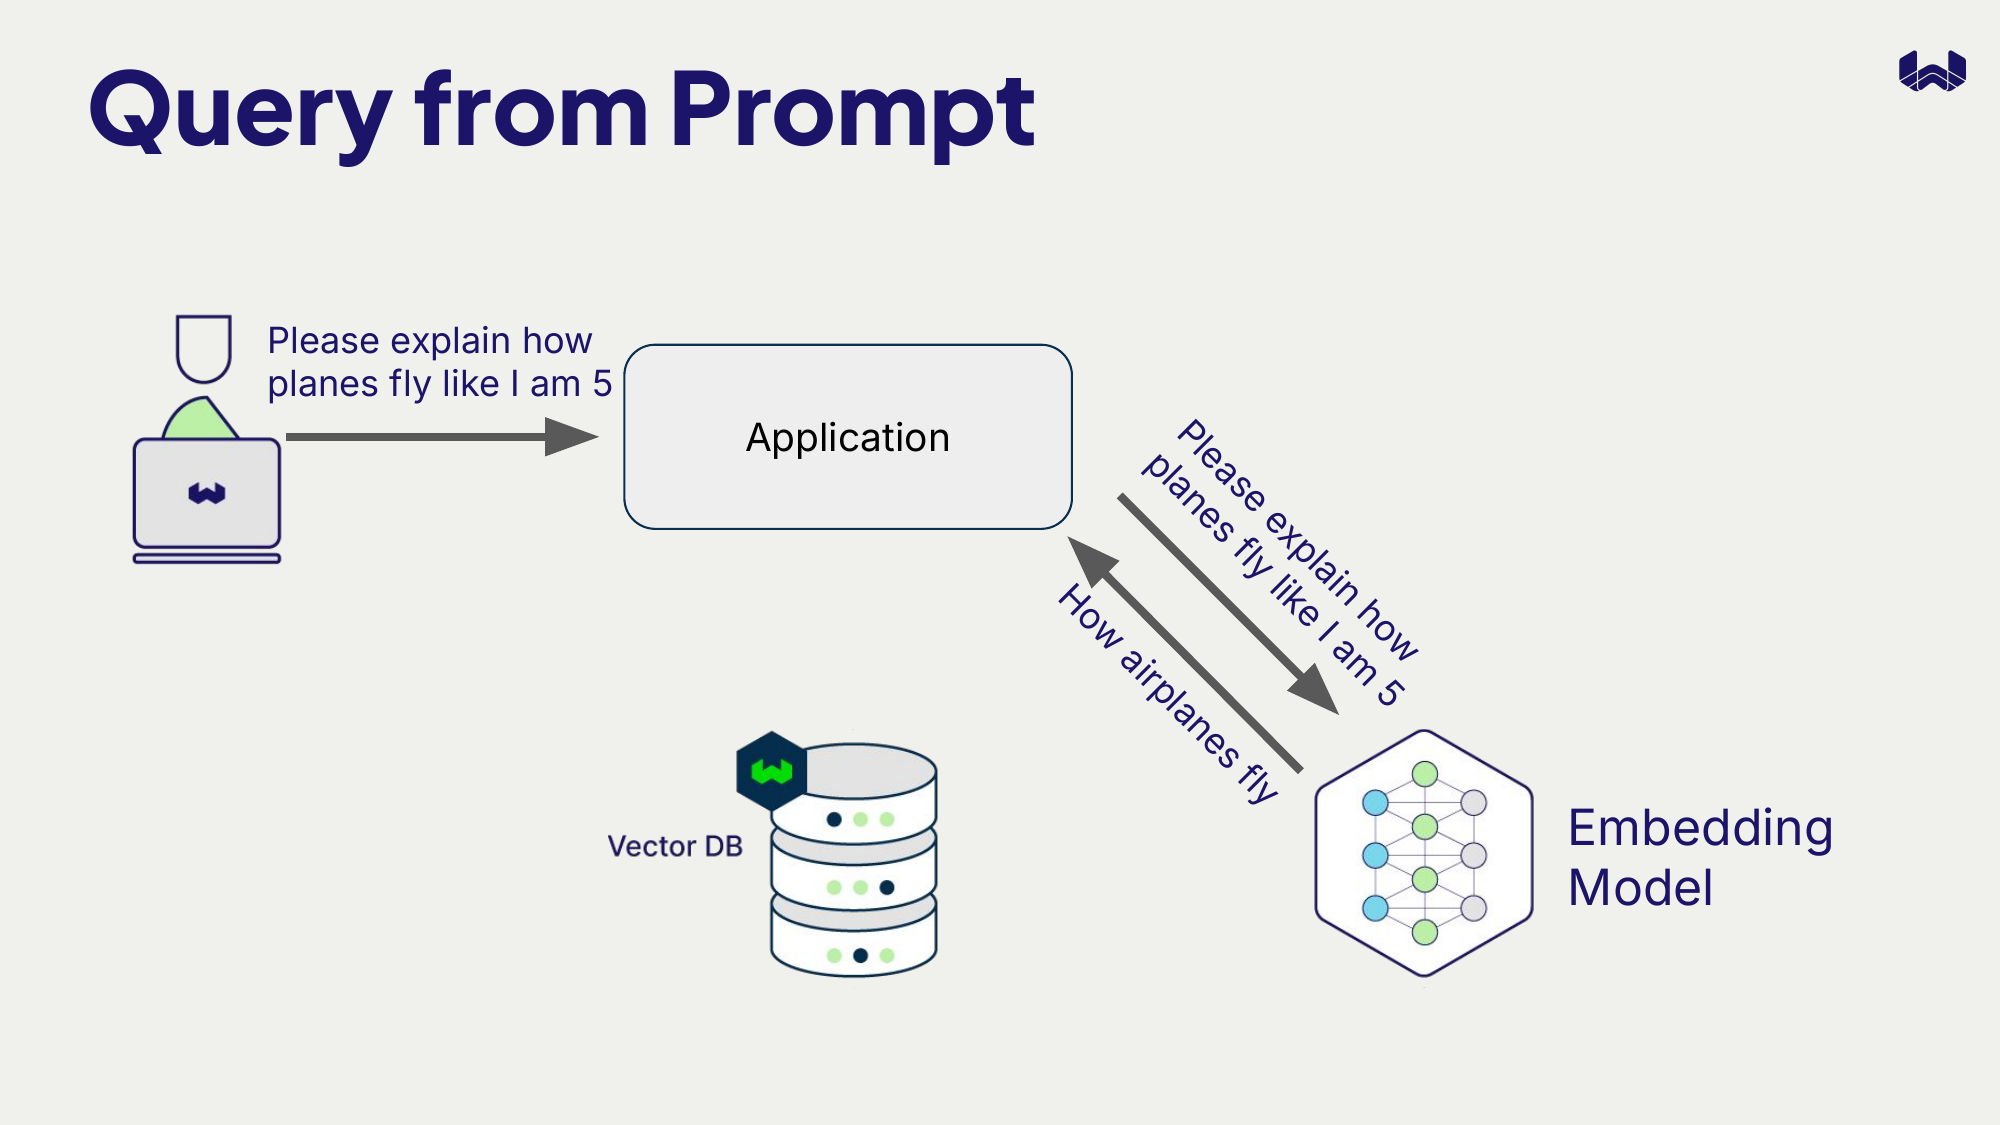 Query from Prompt
Please explain how
planes fly like I am 5
Application
Please explain how
planes fly like I am 5
How airplanes fly
Vector DB
Embedding
Model